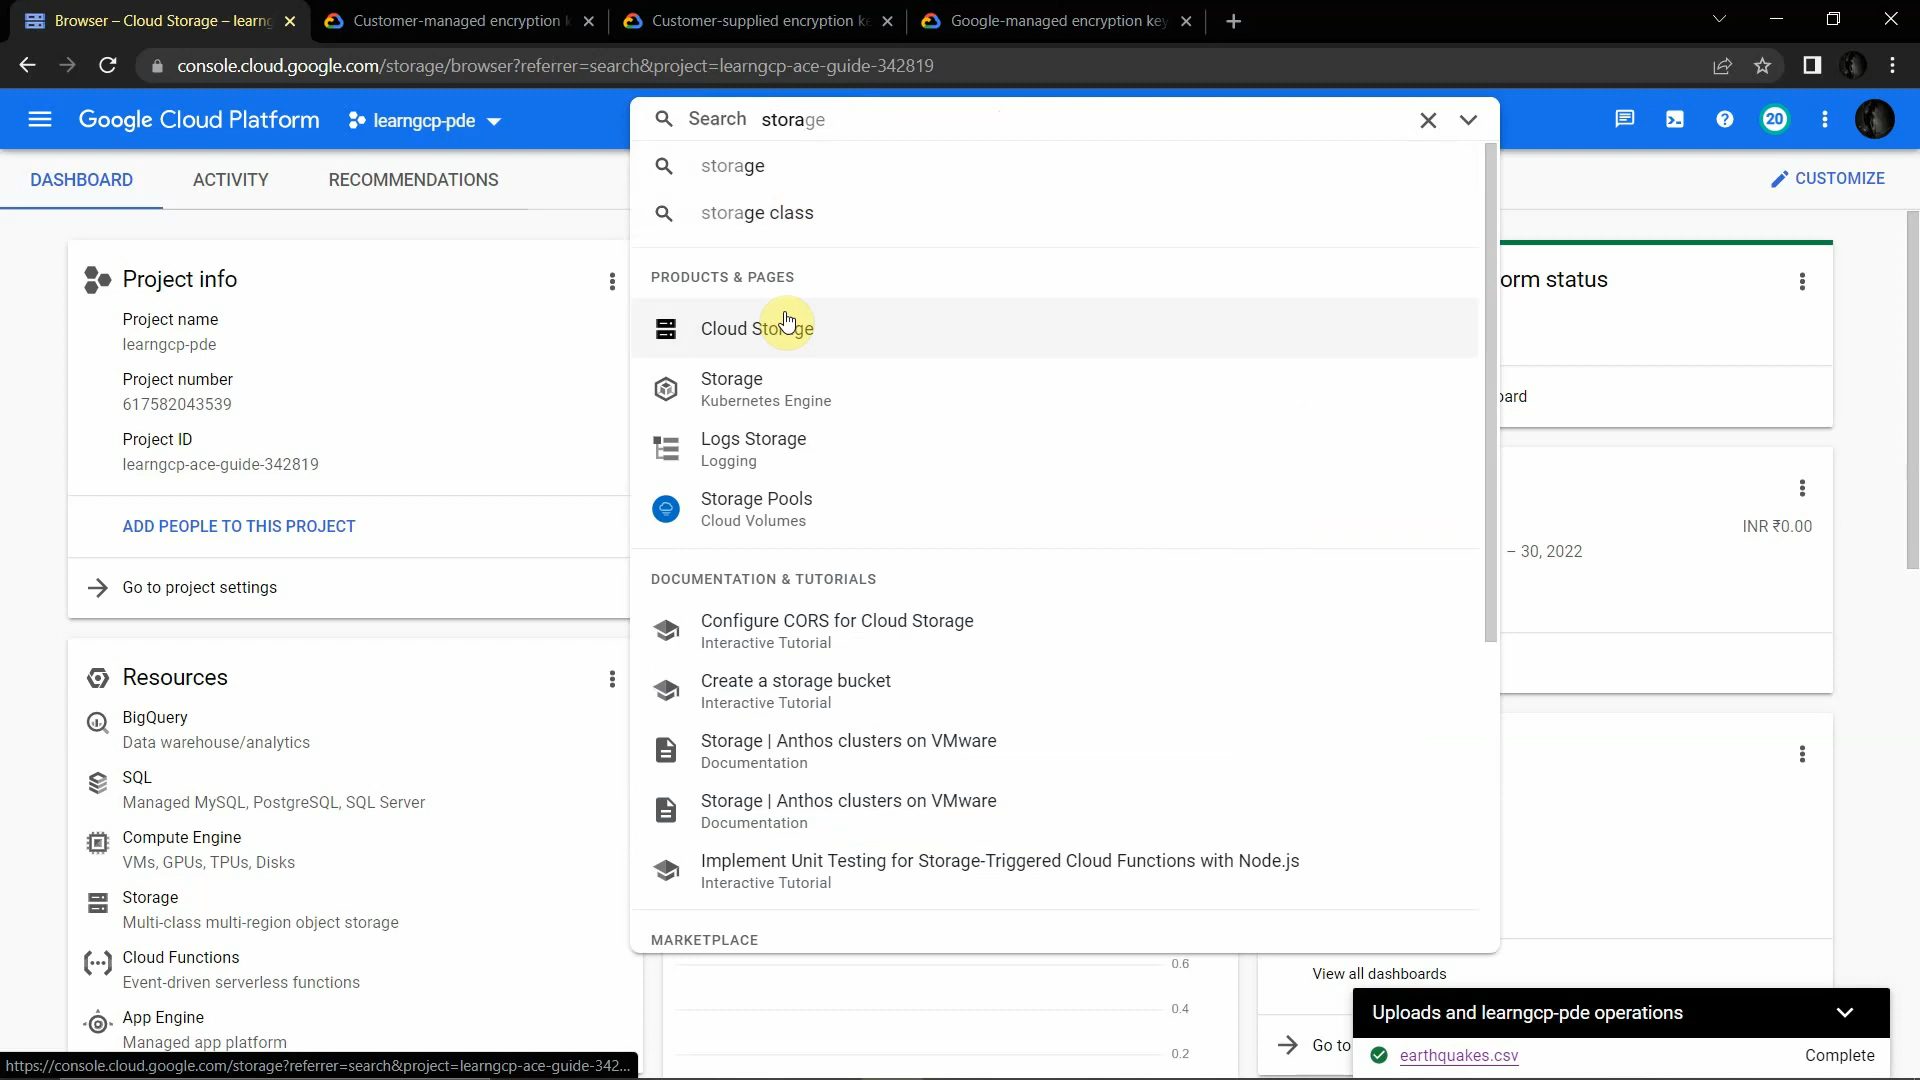 Browser – Cloud Storage – learng
Customer-managed encryption k
Customer-supplied encryption ke
Google-managed encryption key
console.cloud.google.com/storage/browser?referrer=search&project=learngcp-ace-guide-342819
Google Cloud Platform
learngcp-pde
Search storage
20
DASHBOARD
ACTIVITY
RECOMMENDATIONS
CUSTOMIZE
storage
storage class
PRODUCTS & PAGES
Cloud Storage
Storage
Kubernetes Engine
Logs Storage
Logging
Storage Pools
Cloud Volumes
DOCUMENTATION & TUTORIALS
Configure CORS for Cloud Storage
Interactive Tutorial
Create a storage bucket
Interactive Tutorial
Storage | Anthos clusters on VMware
Documentation
Storage | Anthos clusters on VMware
Documentation
Implement Unit Testing for Storage-Triggered Cloud Functions with Node.js
Interactive Tutorial
MARKETPLACE
Project info
Project name
learngcp-pde
Project number
617582043539
Project ID
learngcp-ace-guide-342819
ADD PEOPLE TO THIS PROJECT
Go to project settings
Resources
BigQuery
Data warehouse/analytics
SQL
Managed MySQL, PostgreSQL, SQL Server
Compute Engine
VMs, GPUs, TPUs, Disks
Storage
Multi-class multi-region object storage
Cloud Functions
Event-driven serverless functions
App Engine
Managed app platform
https://console.cloud.google.com/storage?referrer=search&project=learngcp-ace-guide-342...
0.6
0.4
0.2
orm status
oard
INR ₹0.00
– 30, 2022
View all dashboards
Go to
Uploads and learngcp-pde operations
earthquakes.csv
Complete